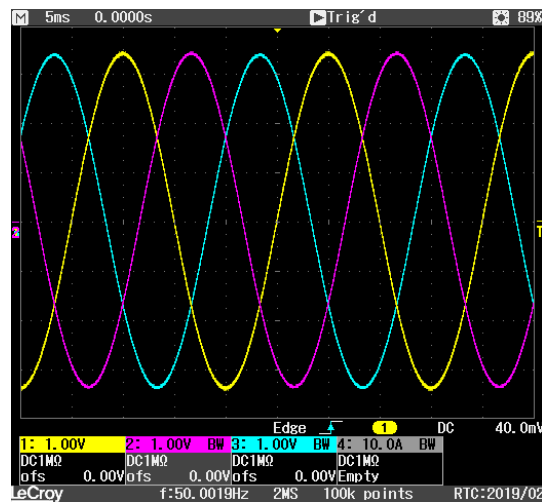 M 5ms 0.0000s Trig'd 89%
2
T
Edge 1 DC 40.0mV
1: 1.00V 2: 1.00V BW 3: 1.00V BW 4: 10.0A BW
DC1MΩ DC1MΩ DC1MΩ DC1MΩ
ofs 0.00V ofs 0.00V ofs 0.00V Empty
LeCroy f:50.0019Hz 2MS 100k points RTC:2019/02